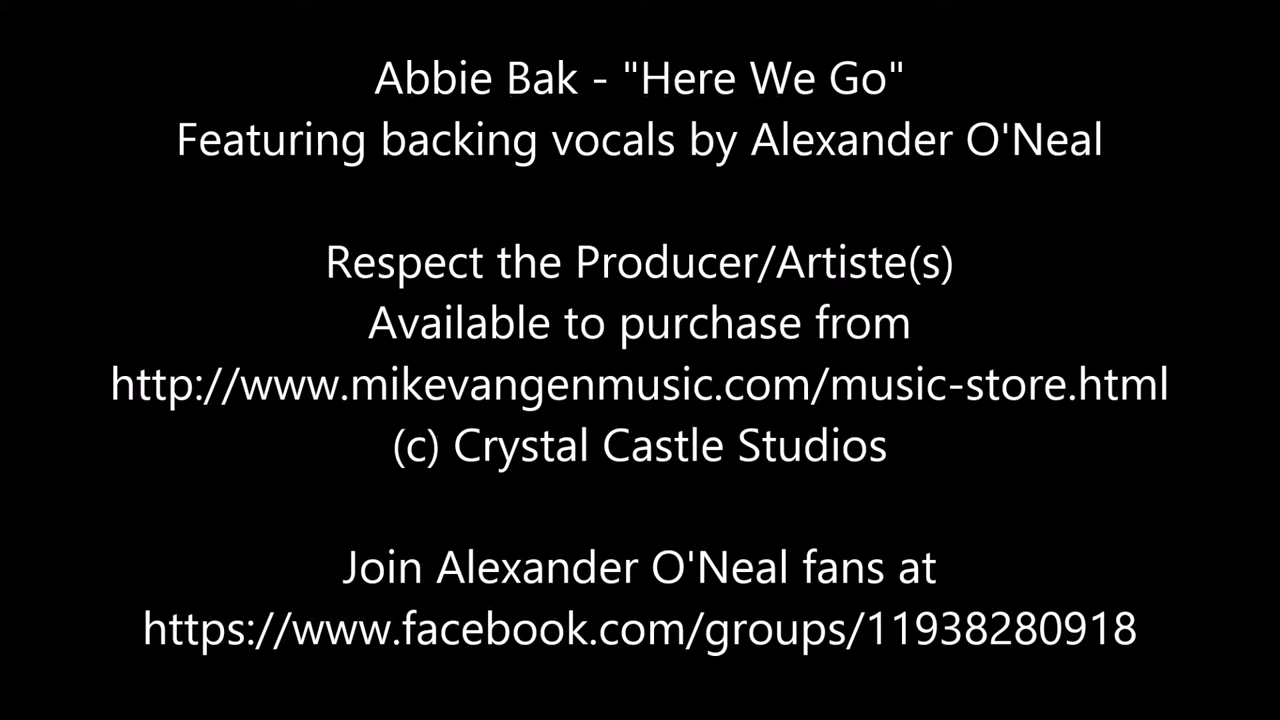 Abbie Bak - "Here We Go"
Featuring backing vocals by Alexander O'Neal
Respect the Producer/Artiste(s)
Available to purchase from
http://www.mikevangenmusic.com/music-store.html
(c) Crystal Castle Studios
Join Alexander O'Neal fans at
https://www.facebook.com/groups/11938280918